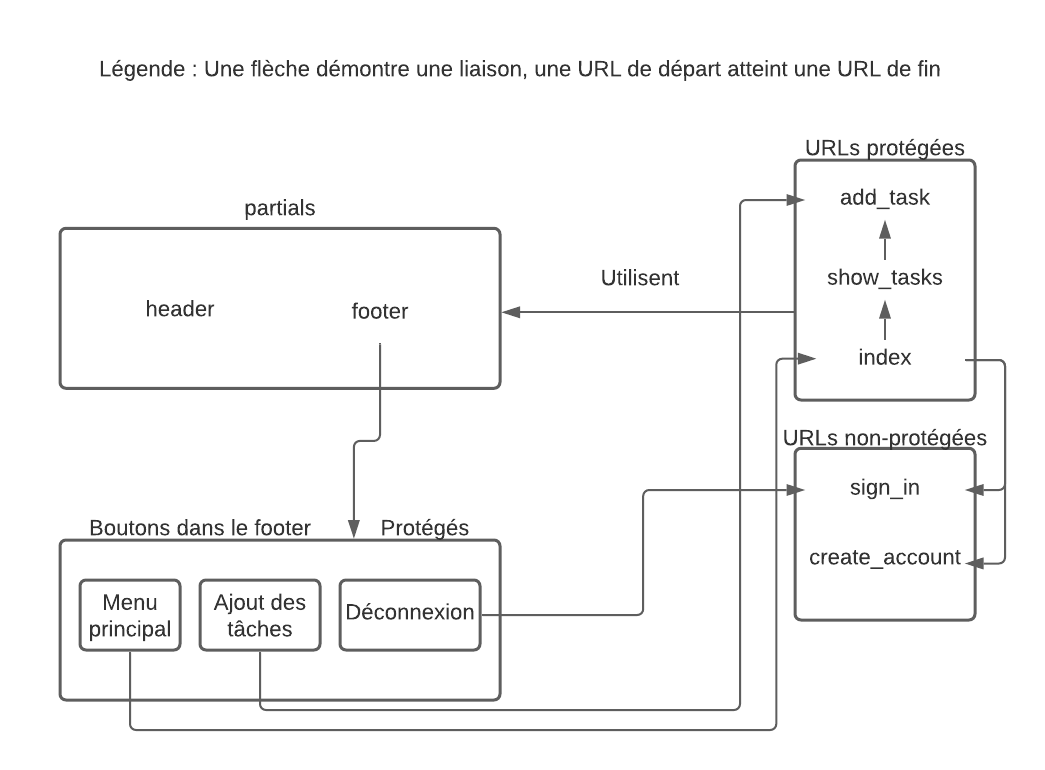 Légende : Une flèche démontre une liaison, une URL de départ atteint une URL de fin
URLs protégées
add_task
show_tasks
index
partials
header
footer
Utilisent
URLs non-protégées
sign_in
create_account
Boutons dans le footer
Protégés
Menu
principal
Ajout des
tâches
Déconnexion